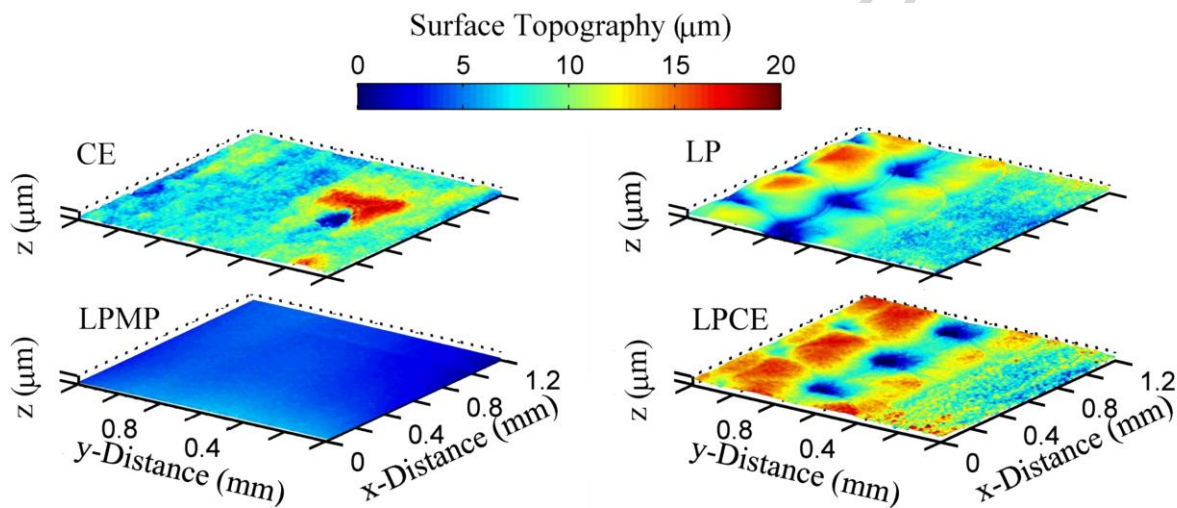 Surface Topography (μm)
0 5 10 15 20
CE
z (μm)
LP
z (μm)
LPMP
z (μm)
0.8
0.4
y-Distance (mm)
0
0.4
0.8
1.2
x-Distance (mm)
LPCE
z (μm)
0.8
0.4
y-Distance (mm)
0
0.4
0.8
1.2
x-Distance (mm)